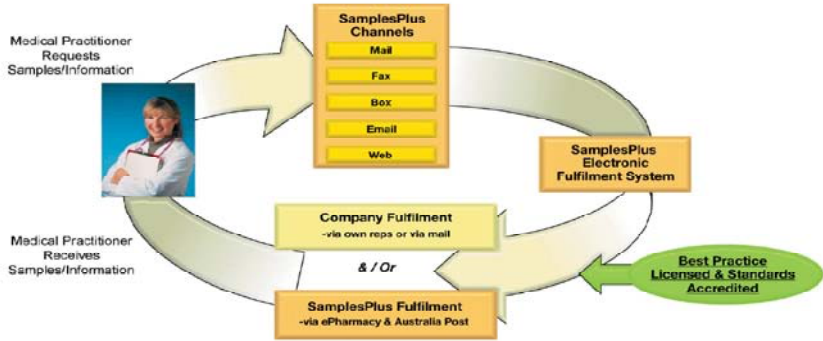 Medical Practitioner
Requests
Samples/Information
SamplesPlus
Channels
Mail
Fax
Box
Email
Web
SamplesPlus
Electronic
Fulfilment System
Company Fulfilment
-via own reps or via mail
& / Or
SamplesPlus Fulfilment
-via ePharmacy & Australia Post
Best Practice
Licensed & Standards
Accredited
Medical Practitioner
Receives
Samples/Information